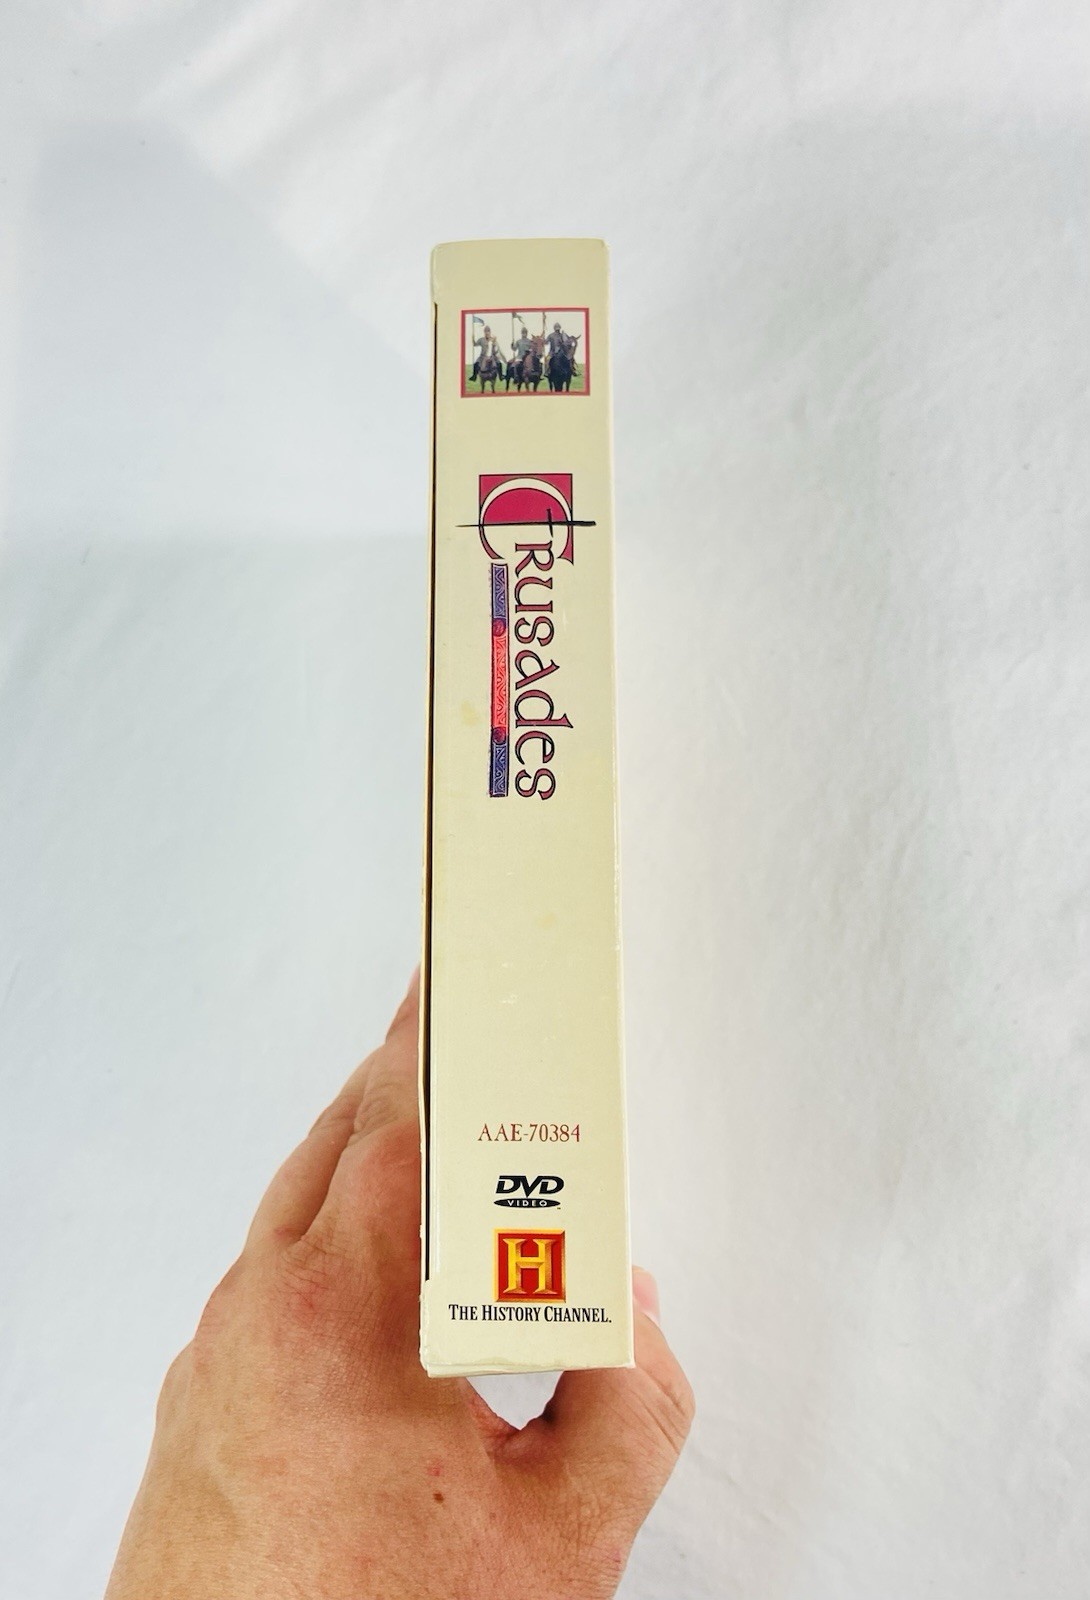 Crusades
AAE-70384
DVD
VIDEO
H
THE HISTORY CHANNEL.